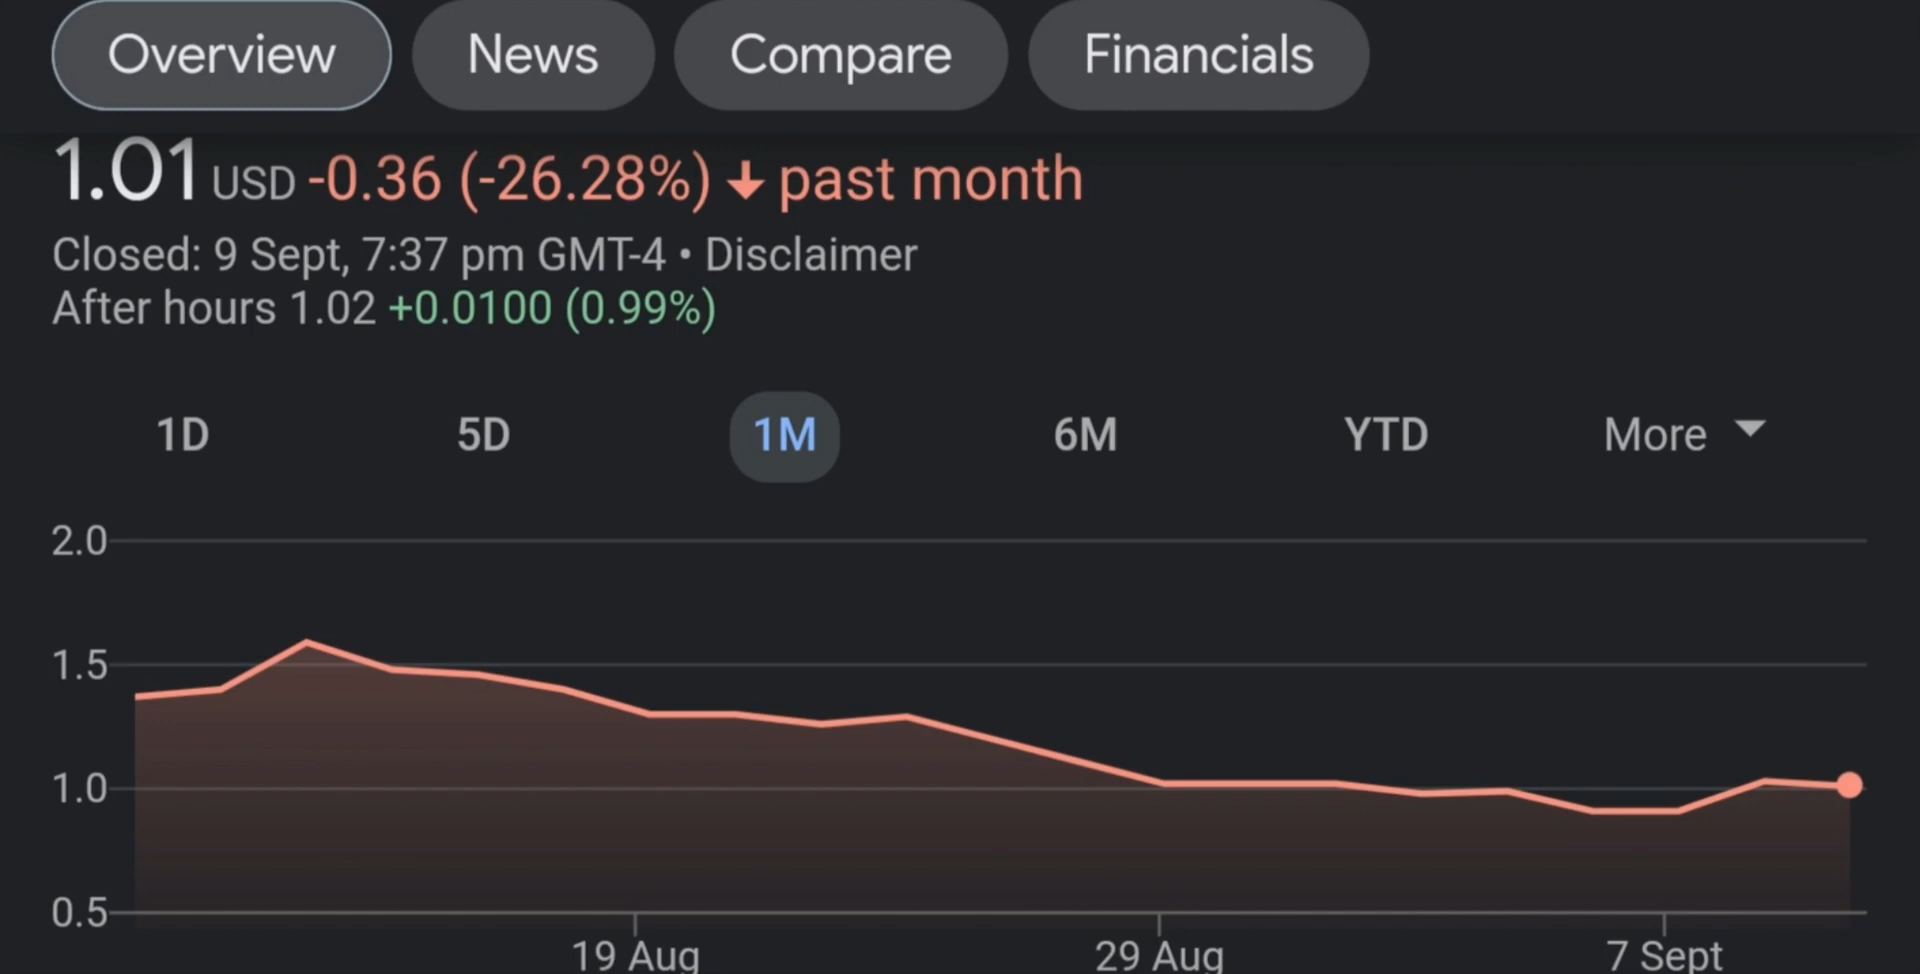 Overview News Compare Financials
1.01 USD -0.36 (-26.28%) ↓ past month
Closed: 9 Sept, 7:37 pm GMT-4 • Disclaimer
After hours 1.02 +0.0100 (0.99%)
1D 5D 1M 6M YTD More
2.0
1.5
1.0
0.5
19 Aug 29 Aug 7 Sept